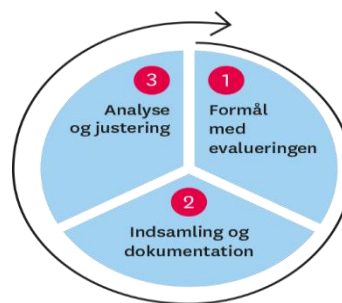 1
Formål
med
evalueringen
2
Indsamling og
dokumentation
3
Analyse
og justering